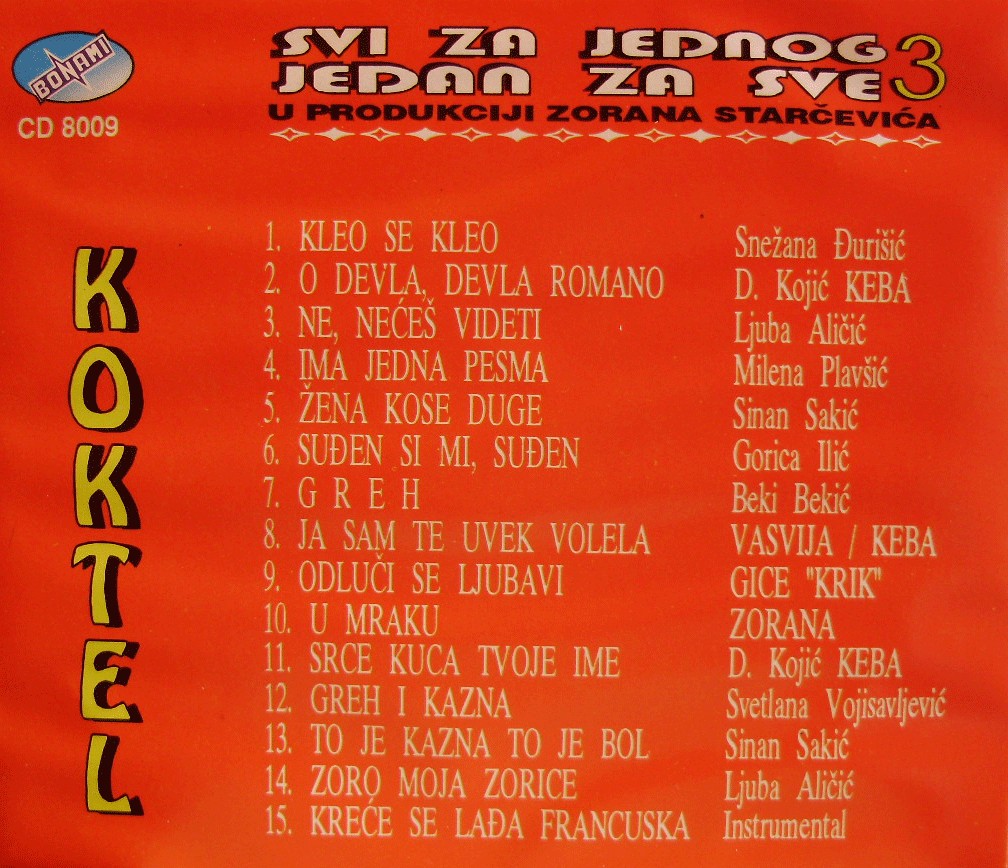 BONAMI
CD 8009
SVI ZA JEDNOG 3
JEDAN ZA SVE
U PRODUKCIJI ZORANA STARČEVIĆA
KOKTEL
1. KLEO SE KLEO Snežana Đurišić
2. O DEVLA, DEVLA ROMANO D. Kojić KEBA
3. NE, NEĆEŠ VIDETI Ljuba Aličić
4. IMA JEDNA PESMA Milena Plavšić
5. ŽENA KOSE DUGE Sinan Sakić
6. SUĐEN SI MI, SUĐEN Gorica Ilić
7. G R E H Beki Bekić
8. JA SAM TE UVEK VOLELA VASVIJA / KEBA
9. ODLUČI SE LJUBAVI GICE "KRIK"
10. U MRAKU ZORANA
11. SRCE KUCA TVOJE IME D. Kojić KEBA
12. GREH I KAZNA Svetlana Vojisavljević
13. TO JE KAZNA TO JE BOL Sinan Sakić
14. ZORO MOJA ZORICE Ljuba Aličić
15. KREĆE SE LAĐA FRANCUSKA Instrumental